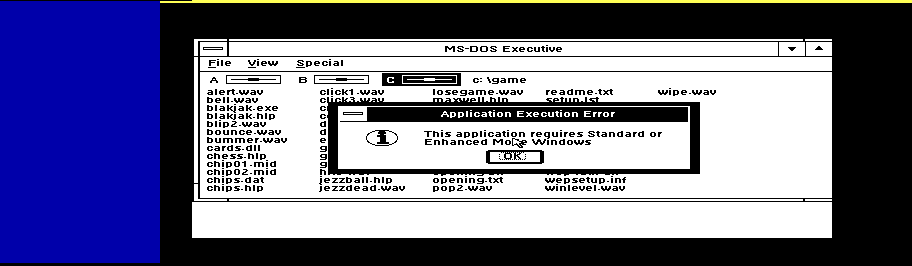 MS-DOS Executive
File View Special
A B C c: \game
alert.wav click1.wav losegame.wav readme.txt wipe.wav
bell.wav click3.wav maxwell.hlp setup.lst
blakjak.exe
blakjak.hlp
blip2.wav
bounce.wav
bummer.wav
cards.dll
chess.hlp
chip01.mid
chip02.mid
chips.dat jezzball.hlp opening.txt wepsetup.inf
chips.hlp jezzdead.wav pop2.wav winlevel.wav
Application Execution Error
This application requires Standard or
Enhanced Mode Windows
OK